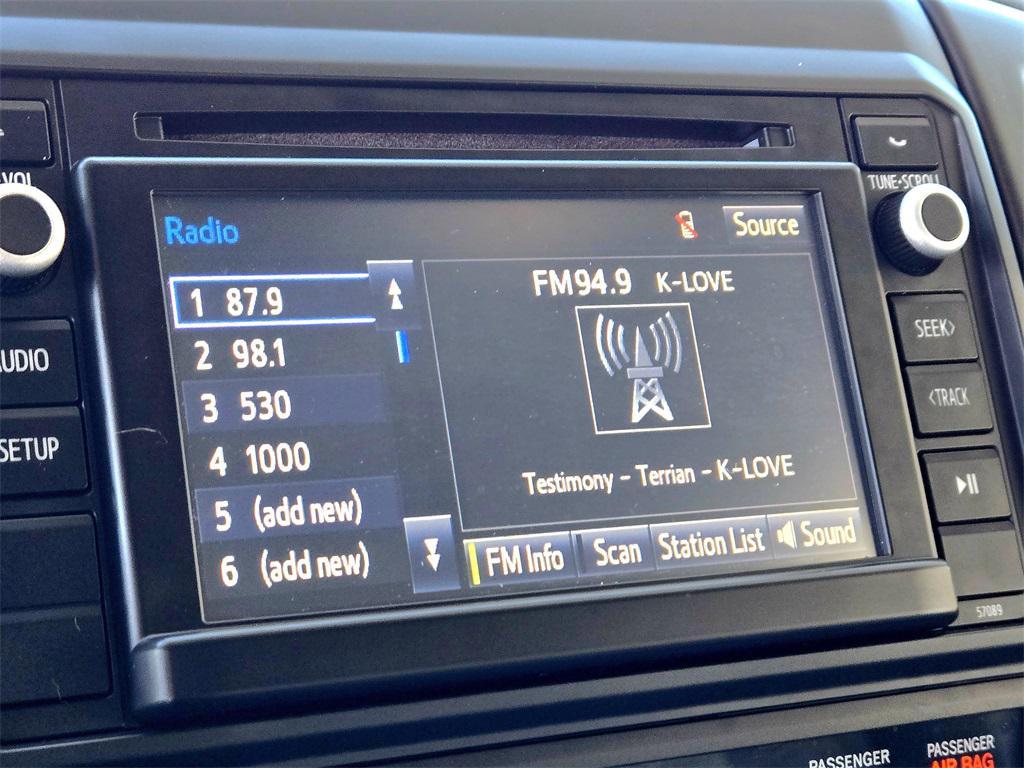 VOL
TUNE•SCROLL
Radio
Source
1 87.9
2 98.1
3 530
4 1000
5 (add new)
6 (add new)
FM94.9 K-LOVE
Testimony - Terrian - K-LOVE
FM Info
Scan
Station List
Sound
AUDIO
SETUP
SEEK>
<TRACK
57089
PASSENGER
PASSENGER
AIR BAG